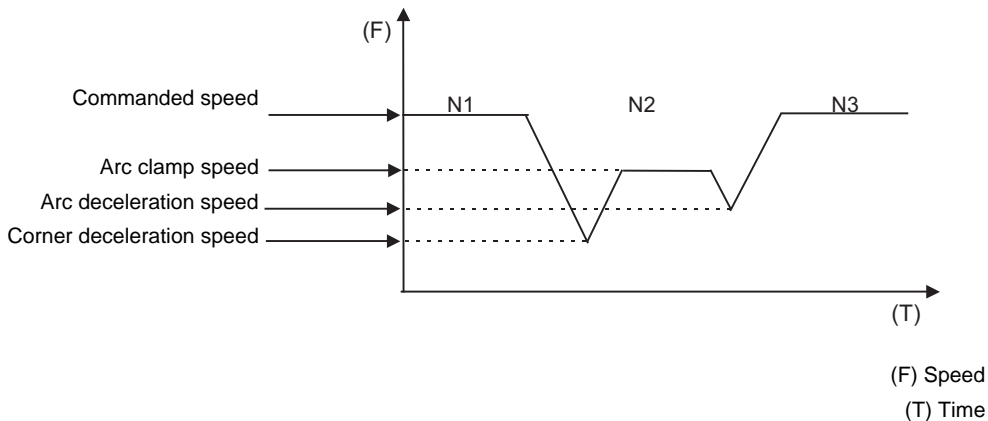 (F)
Commanded speed
N1 N2 N3
Arc clamp speed
Arc deceleration speed
Corner deceleration speed
(T)
(F) Speed
(T) Time